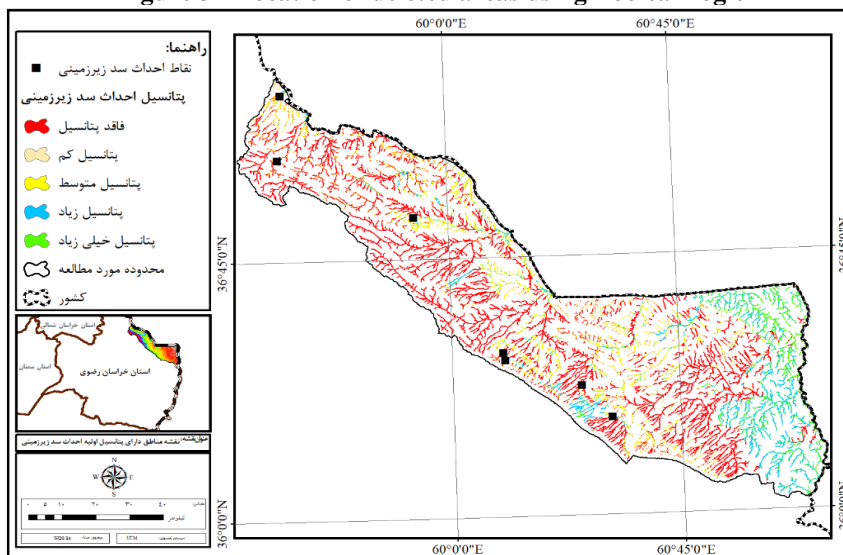 60°0'0"E
60°45'0"E
راهنما:
نقاط احداث سد زیرزمینی
پتانسیل احداث سد زیرزمینی
فاقد پتانسیل
پتانسیل کم
پتانسیل متوسط
پتانسیل زیاد
پتانسیل خیلی زیاد
محدوده مورد مطالعه
کشور
36°45'0"N
36°45'0"N
استان خراسان شمالی
استان سمنان
استان خراسان رضوی
عنوان نقشه: نقشه مناطق دارای پتانسیل اولیه احداث سد زیرزمینی
N
W
E
S
۰ ۵ ۱۰ ۲۰ ۳۰ ۴۰
کیلومتر
UTM
36°0'0"N
36°0'0"N
60°0'0"E
60°45'0"E